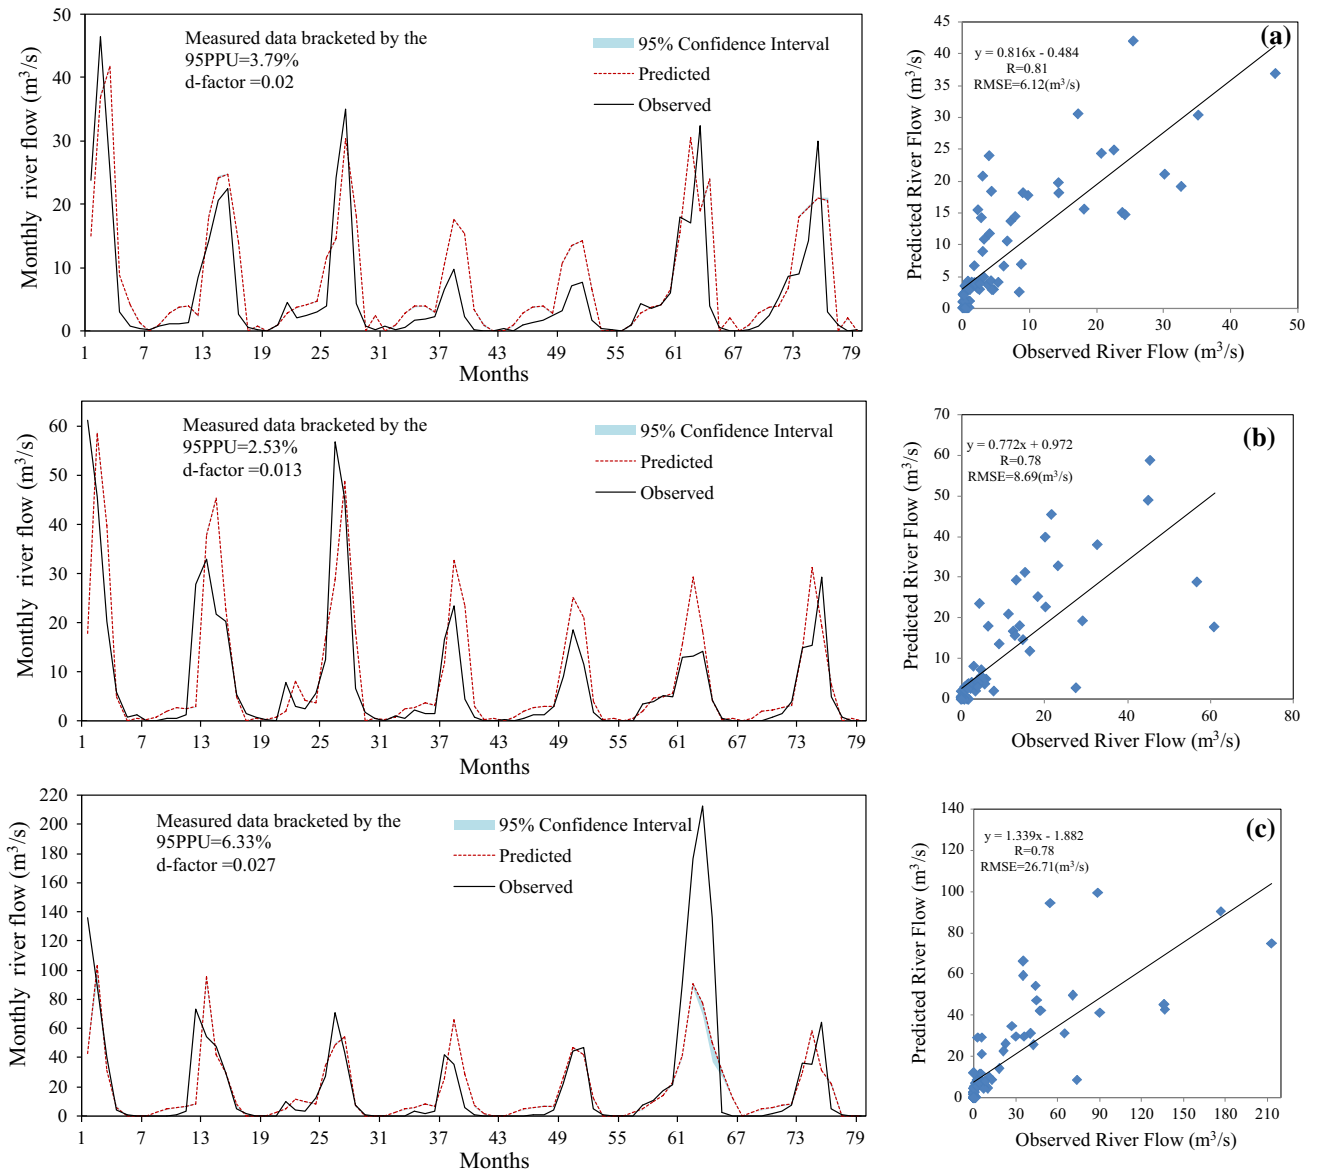 50
40
30
20
10
0
Monthly river flow (m³/s)
Measured data bracketed by the
95PPU=3.79%
d-factor =0.02
95% Confidence Interval
Predicted
Observed
1 7 13 19 25 31 37 43 49 55 61 67 73 79
Months
(a)
45
40
35
30
25
20
15
10
5
0
Predicted River Flow (m³/s)
y = 0.816x - 0.484
R=0.81
RMSE=6.12(m³/s)
0 10 20 30 40 50
Observed River Flow (m³/s)
60
50
40
30
20
10
0
Monthly river flow (m³/s)
Measured data bracketed by the
95PPU=2.53%
d-factor =0.013
95% Confidence Interval
Predicted
Observed
1 7 13 19 25 31 37 43 49 55 61 67 73 79
Months
(b)
70
60
50
40
30
20
10
0
Predicted River Flow (m³/s)
y = 0.772x + 0.972
R=0.78
RMSE=8.69(m³/s)
0 20 40 60 80
Observed River Flow (m³/s)
220
200
180
160
140
120
100
80
60
40
20
0
Monthly river flow (m³/s)
Measured data bracketed by the
95PPU=6.33%
d-factor =0.027
95% Confidence Interval
Predicted
Observed
1 7 13 19 25 31 37 43 49 55 61 67 73 79
Months
(c)
140
120
100
80
60
40
20
0
Predicted River Flow (m³/s)
y = 1.339x - 1.882
R=0.78
RMSE=26.71(m³/s)
0 30 60 90 120 150 180 210
Observed River Flow (m³/s)